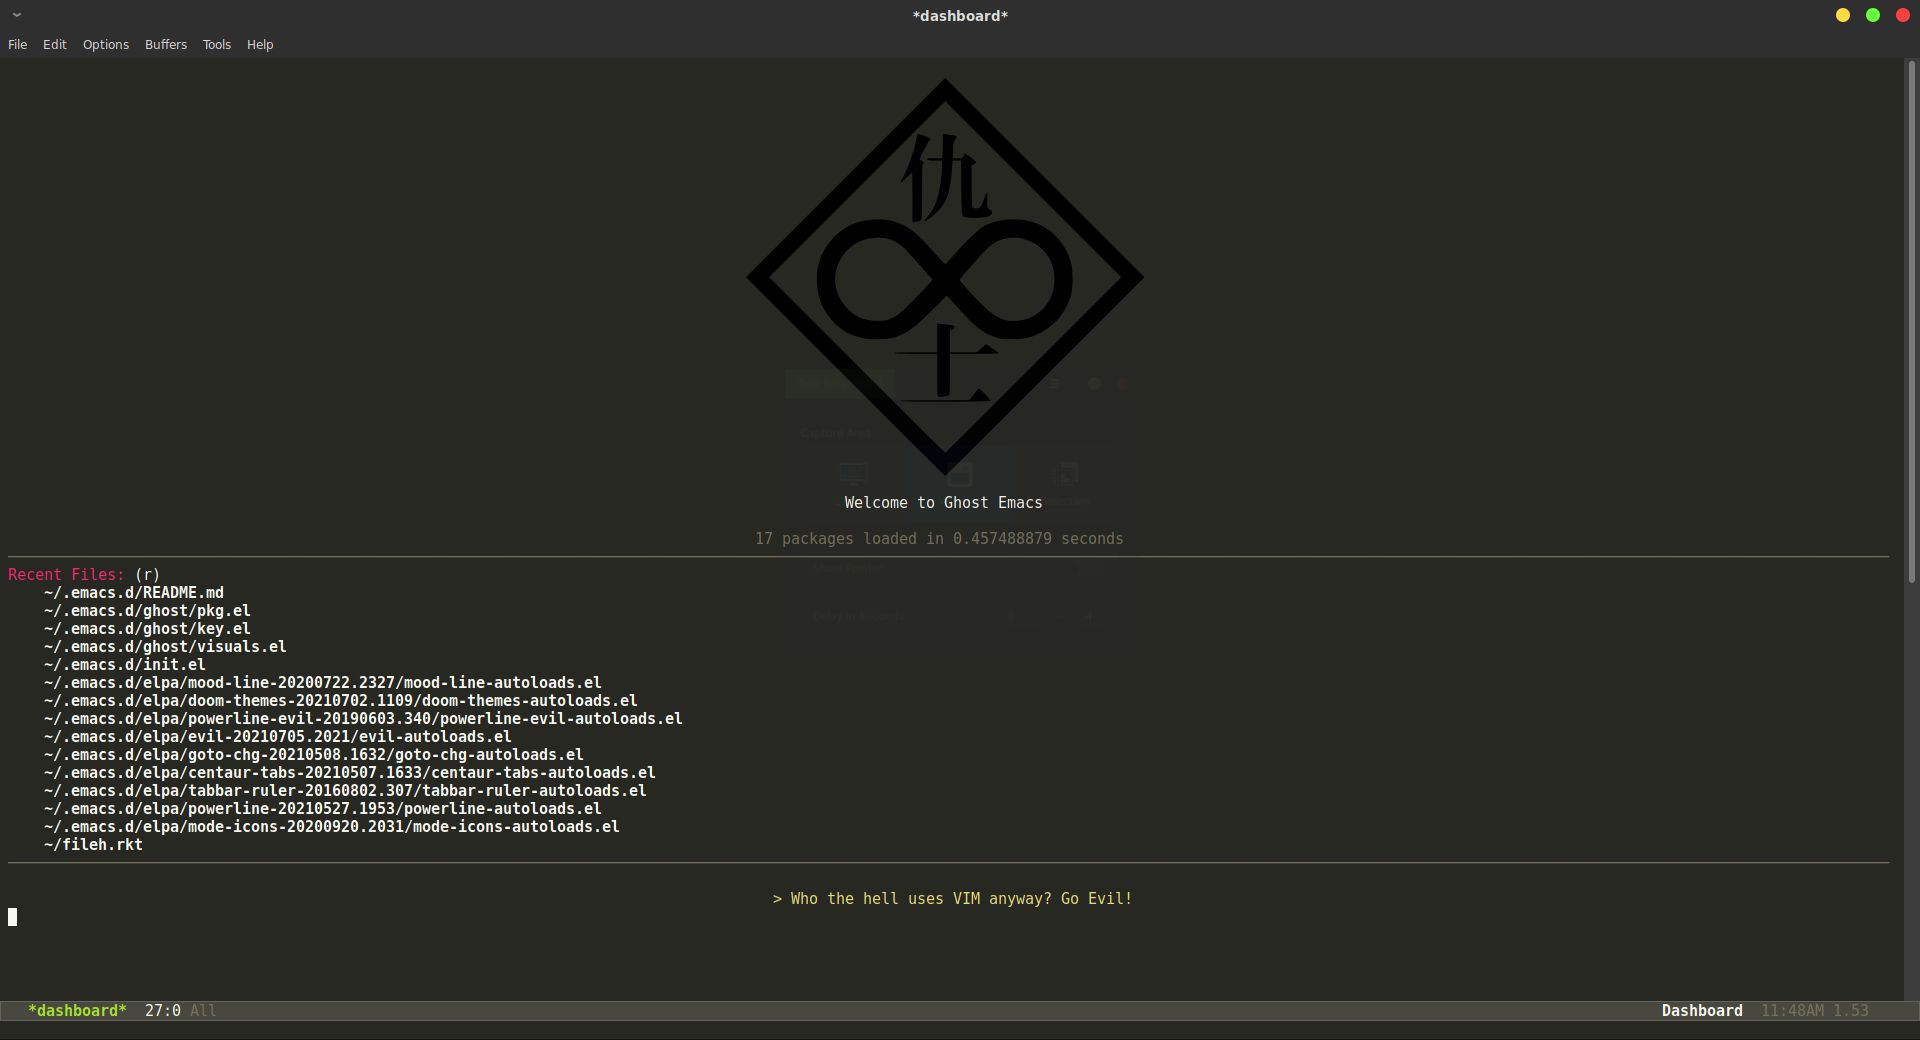 *dashboard*
File Edit Options Buffers Tools Help
仇
士
Capture Area
Welcome to Ghost Emacs
17 packages loaded in 0.457488879 seconds
Recent Files: (r)
~/.emacs.d/README.md
~/.emacs.d/ghost/pkg.el
~/.emacs.d/ghost/key.el
~/.emacs.d/ghost/visuals.el
~/.emacs.d/init.el
~/.emacs.d/elpa/mood-line-20200722.2327/mood-line-autoloads.el
~/.emacs.d/elpa/doom-themes-20210702.1109/doom-themes-autoloads.el
~/.emacs.d/elpa/powerline-evil-20190603.340/powerline-evil-autoloads.el
~/.emacs.d/elpa/evil-20210705.2021/evil-autoloads.el
~/.emacs.d/elpa/goto-chg-20210508.1632/goto-chg-autoloads.el
~/.emacs.d/elpa/centaur-tabs-20210507.1633/centaur-tabs-autoloads.el
~/.emacs.d/elpa/tabbar-ruler-20160802.307/tabbar-ruler-autoloads.el
~/.emacs.d/elpa/powerline-20210527.1953/powerline-autoloads.el
~/.emacs.d/elpa/mode-icons-20200920.2031/mode-icons-autoloads.el
~/fileh.rkt
> Who the hell uses VIM anyway? Go Evil!
*dashboard* 27:0 All Dashboard 11:48AM 1.53